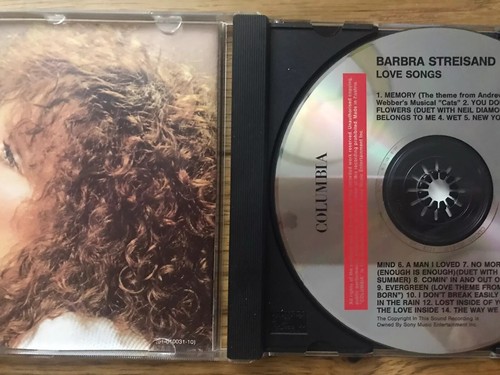 BARBRA STREISAND
LOVE SONGS
1. MEMORY (The theme from Andrew
Webber's Musical "Cats" 2. YOU DO
FLOWERS (DUET WITH NEIL DIAMO
BELONGS TO ME 4. WET 5. NEW YO
COLUMBIA
MIND 6. A MAN I LOVED 7. NO MOR
(ENOUGH IS ENOUGH)(DUET WITH
SUMMER) 8. COMIN' IN AND OUT O
9. EVERGREEN (LOVE THEME FROM
BORN") 10. I DON'T BREAK EASILY
IN THE RAIN 12. LOST INSIDE OF Y
THE LOVE INSIDE 14. THE WAY WE
The Copyright In This Sound Recording Is
Owned By Sony Music Entertainment Inc.